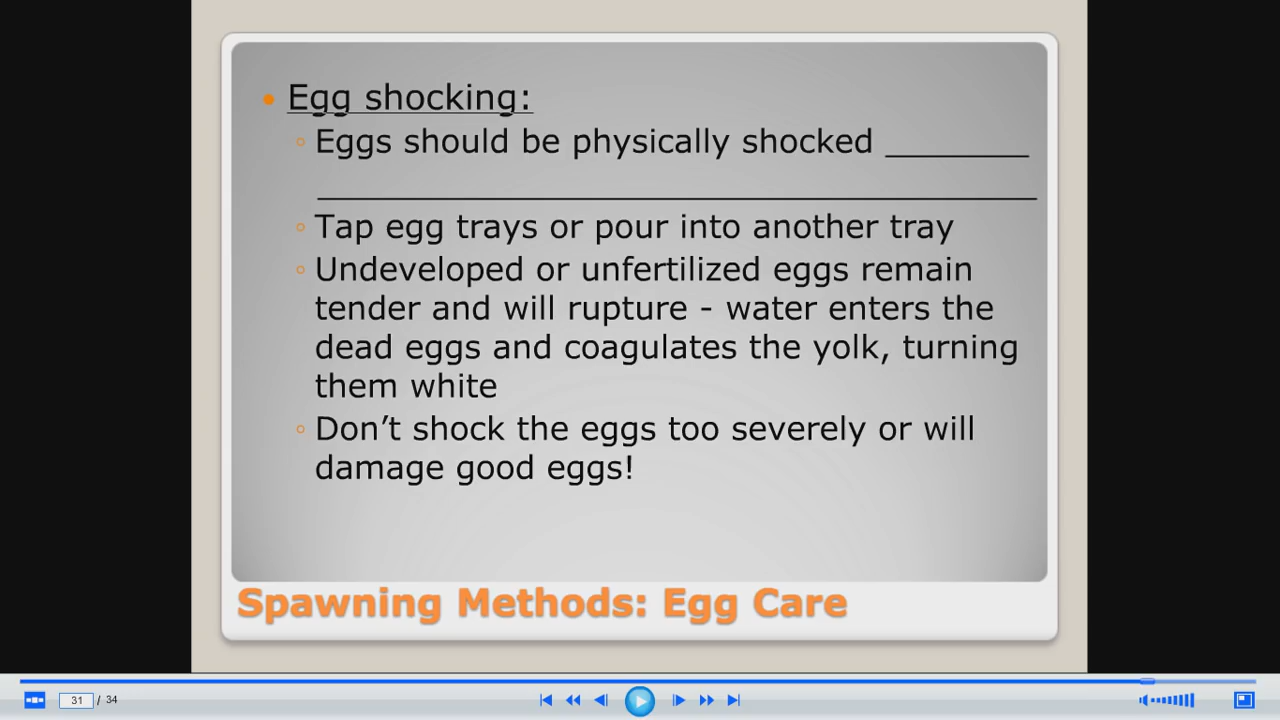 Egg shocking:
Eggs should be physically shocked ________
________________________________________
Tap egg trays or pour into another tray
Undeveloped or unfertilized eggs remain
tender and will rupture - water enters the
dead eggs and coagulates the yolk, turning
them white
Don’t shock the eggs too severely or will
damage good eggs!
Spawning Methods: Egg Care
31 / 34